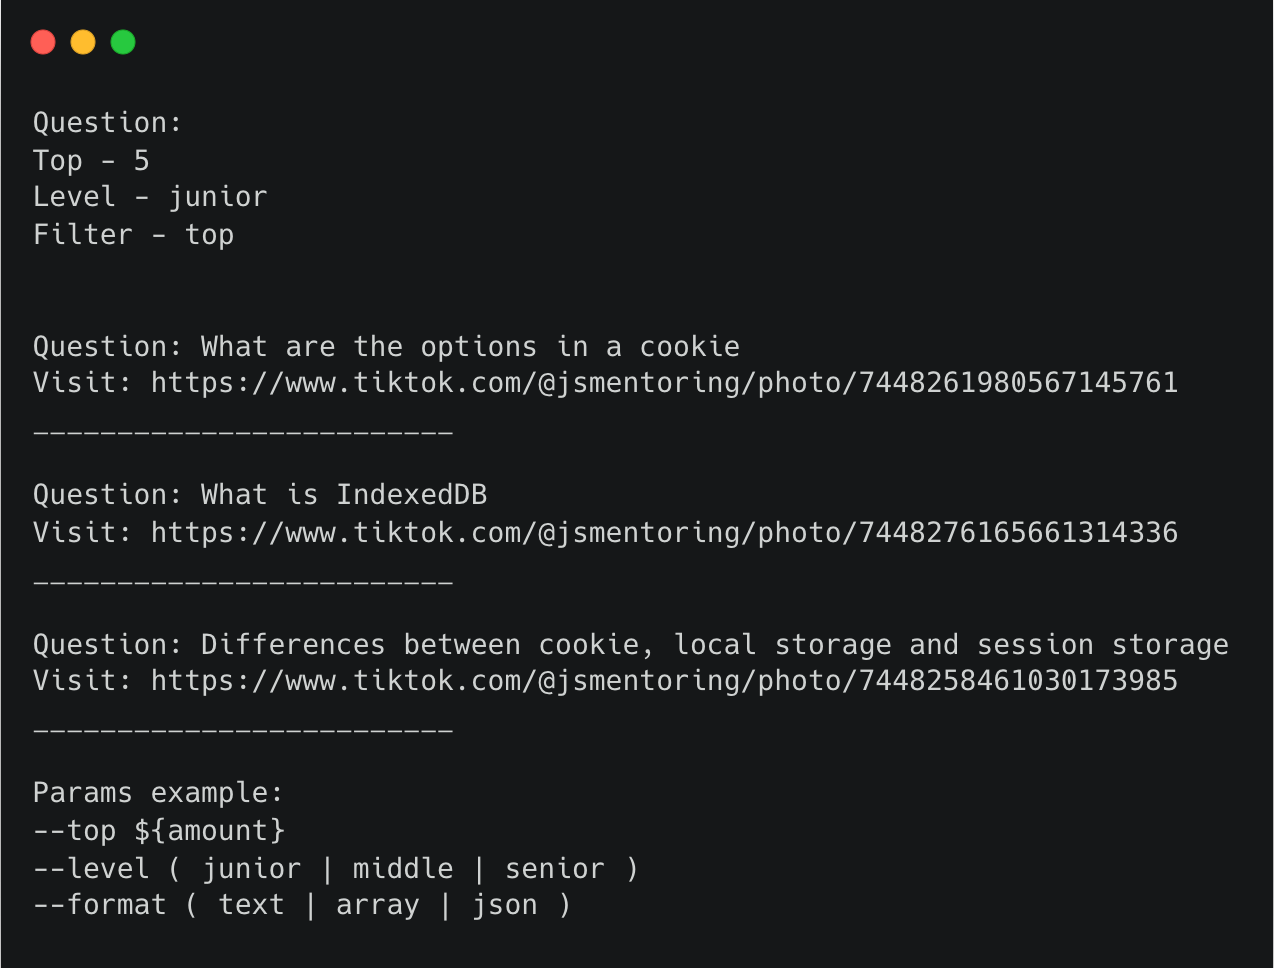 Question:
Top - 5
Level - junior
Filter - top
Question: What are the options in a cookie
Visit: https://www.tiktok.com/@jsmentoring/photo/7448261980567145761
_________________________
Question: What is IndexedDB
Visit: https://www.tiktok.com/@jsmentoring/photo/7448276165661314336
_________________________
Question: Differences between cookie, local storage and session storage
Visit: https://www.tiktok.com/@jsmentoring/photo/7448258461030173985
_________________________
Params example:
--top ${amount}
--level ( junior | middle | senior )
--format ( text | array | json )